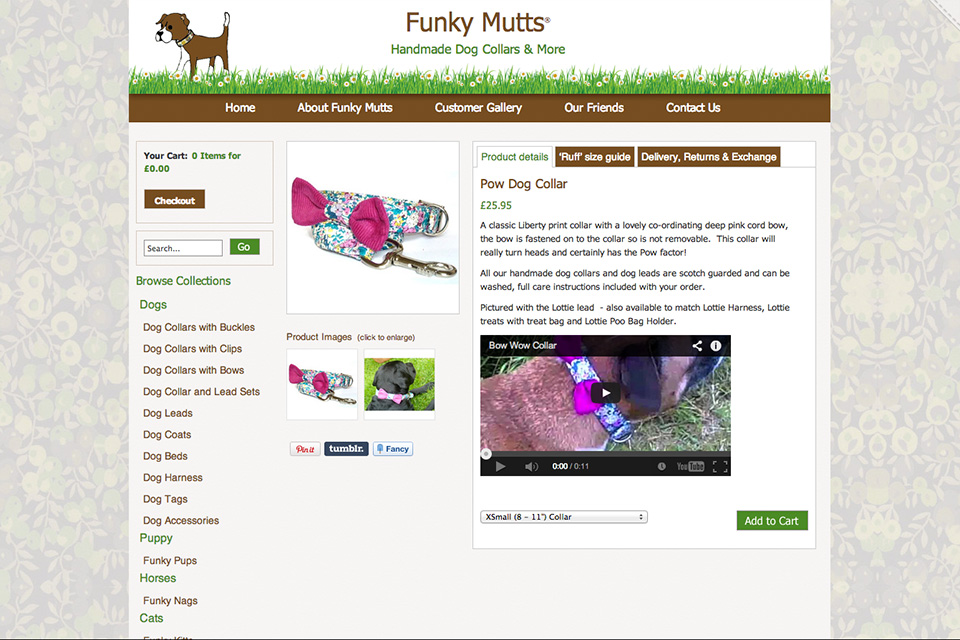 Funky Mutts®
Handmade Dog Collars & More
Home
About Funky Mutts
Customer Gallery
Our Friends
Contact Us
Your Cart: 0 Items for
£0.00
Checkout
Search...
Go
Browse Collections
Dogs
Dog Collars with Buckles
Dog Collars with Clips
Dog Collars with Bows
Dog Collar and Lead Sets
Dog Leads
Dog Coats
Dog Beds
Dog Harness
Dog Tags
Dog Accessories
Puppy
Funky Pups
Horses
Funky Nags
Cats
Product Images (click to enlarge)
Pin it
tumblr.
Fancy
Product details
'Ruff' size guide
Delivery, Returns & Exchange
Pow Dog Collar
£25.95
A classic Liberty print collar with a lovely co-ordinating deep pink cord bow,
the bow is fastened on to the collar so is not removable. This collar will
really turn heads and certainly has the Pow factor!
All our handmade dog collars and dog leads are scotch guarded and can be
washed, full care instructions included with your order.
Pictured with the Lottie lead - also available to match Lottie Harness, Lottie
treats with treat bag and Lottie Poo Bag Holder.
Bow Wow Collar
0:00 / 0:11
YouTube
XSmall (8 - 11") Collar
Add to Cart